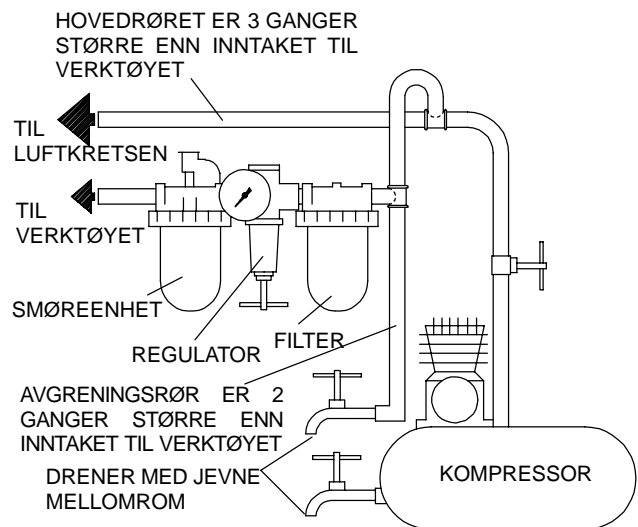 HOVEDRØRET ER 3 GANGER
STØRRE ENN INNTAKET TIL
VERKTØYET
TIL
LUFTKRETSEN
TIL
VERKTØYET
SMØREENHET
REGULATOR
FILTER
AVGRENINGSRØR ER 2
GANGER STØRRE ENN
INNTAKET TIL VERKTØYET
DRENER MED JEVNE
MELLOMROM
KOMPRESSOR